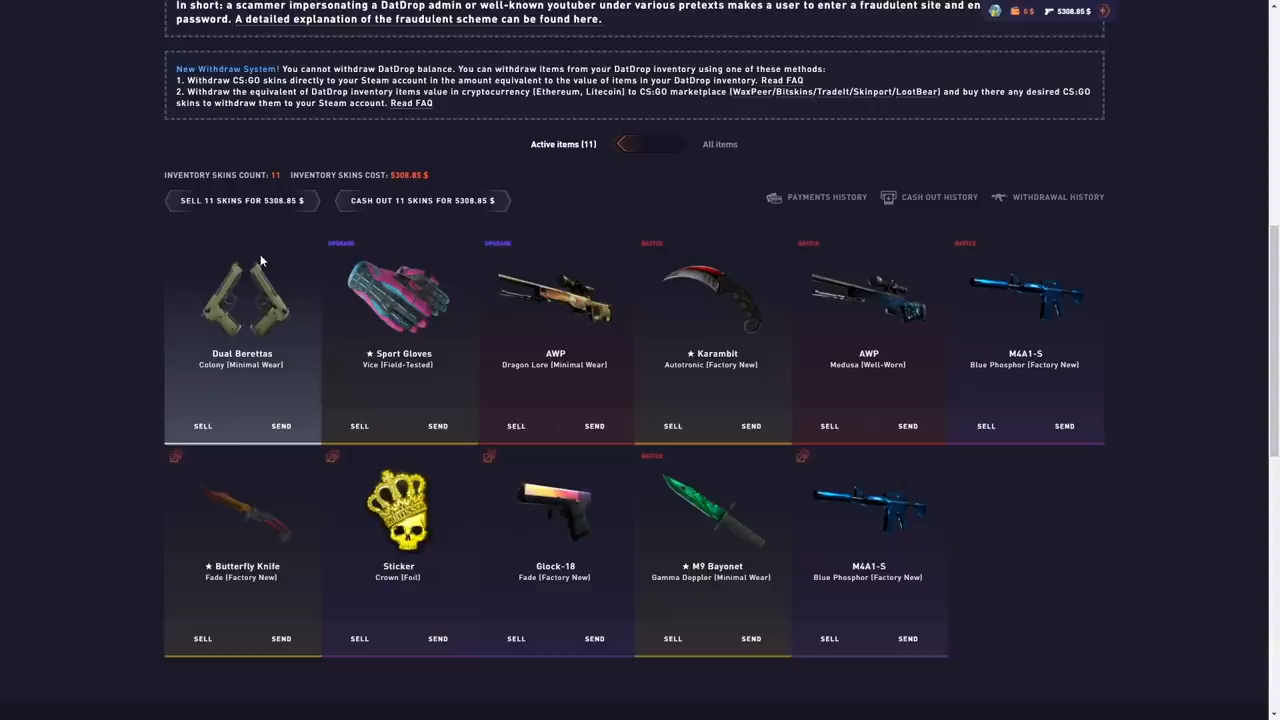 In short: a scammer impersonating a DatDrop admin or well-known youtuber under various pretexts makes a user to enter a fraudulent site and en
password. A detailed explanation of the fraudulent scheme can be found here.
0 $ 5308.85 $
New Withdraw System! You cannot withdraw DatDrop balance. You can withdraw items from your DatDrop inventory using one of these methods:
1. Withdraw CS:GO skins directly to your Steam account in the amount equivalent to the value of items in your DatDrop inventory. Read FAQ
2. Withdraw the equivalent of DatDrop inventory items value in cryptocurrency (Ethereum, Litecoin) to CS:GO marketplace (WaxPeer/Bitskins/TradeIt/Skinport/LootBear) and buy there any desired CS:GO
skins to withdraw them to your Steam account. Read FAQ
Active items (11) All items
INVENTORY SKINS COUNT: 11 INVENTORY SKINS COST: 5308.85 $
SELL 11 SKINS FOR 5308.85 $ CASH OUT 11 SKINS FOR 5308.85 $ PAYMENTS HISTORY CASH OUT HISTORY WITHDRAWAL HISTORY
UPGRADE UPGRADE BATTLE BATTLE BATTLE
Dual Berettas ★ Sport Gloves AWP ★ Karambit AWP M4A1-S
Colony (Minimal Wear) Vice (Field-Tested) Dragon Lore (Minimal Wear) Autotronic (Factory New) Medusa (Well-Worn) Blue Phosphor (Factory New)
SELL SEND SELL SEND SELL SEND SELL SEND SELL SEND SELL SEND
BATTLE
★ Butterfly Knife Sticker Glock-18 ★ M9 Bayonet M4A1-S
Fade (Factory New) Crown (Foil) Fade (Factory New) Gamma Doppler (Minimal Wear) Blue Phosphor (Factory New)
SELL SEND SELL SEND SELL SEND SELL SEND SELL SEND